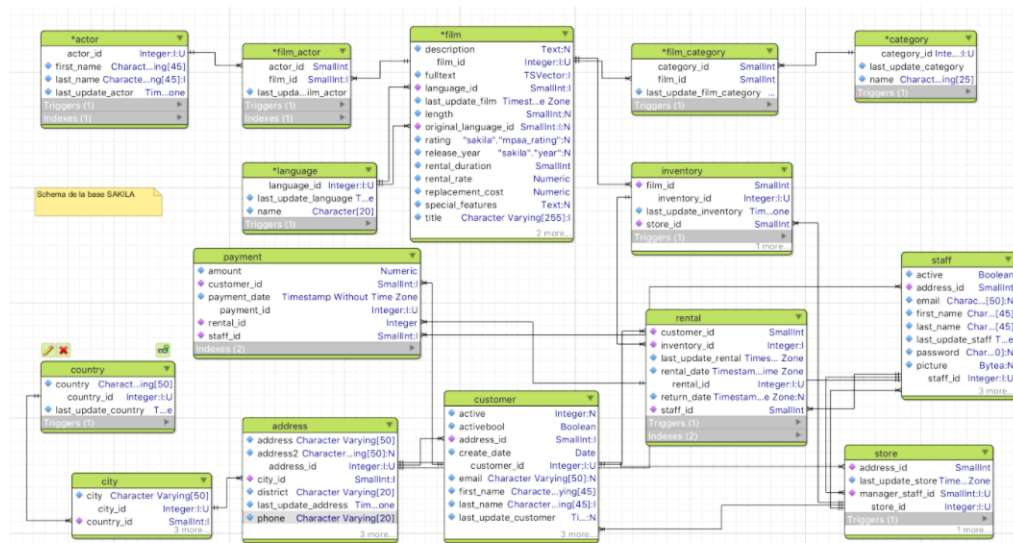 *actor
actor_id Integer:I:U
first_name Charact...ing[45]
last_name Characte...ng[45]:I
last_update_actor Tim...one
Triggers (1)
Indexes (1)
*film_actor
actor_id SmallInt
film_id SmallInt:I
last_upda...ilm_actor
Triggers (1)
Indexes (1)
*film
description Text:N
film_id Integer:I:U
fulltext TSVector:I
language_id SmallInt:I
last_update_film Timest...e Zone
length SmallInt:N
original_language_id SmallInt:I:N
rating "sakila"."mpaa_rating":N
release_year "sakila"."year":N
rental_duration SmallInt
rental_rate Numeric
replacement_cost Numeric
special_features Text:N
title Character Varying[255]:I
2 more...
*film_category
category_id SmallInt
film_id SmallInt
last_update_film_category ...
Triggers (1)
*category
category_id Inte...:I:U
last_update_category
name Charact...ing[25]
Triggers (1)
*language
language_id Integer:I:U
last_update_language T...e
name Character[20]
Triggers (1)
Schema de la base SAKILA
inventory
film_id SmallInt
inventory_id Integer:I:U
last_update_inventory Tim...one
store_id SmallInt
Triggers (1)
1 more...
payment
amount Numeric
customer_id SmallInt:I
payment_date Timestamp Without Time Zone
payment_id Integer:I:U
rental_id Integer
staff_id SmallInt:I
Indexes (2)
staff
active Boolean
address_id SmallInt
email Charac...[50]:N
first_name Char...[45]
last_name Char...[45]
last_update_staff T...e
password Char...0]:N
picture Bytea:N
staff_id Integer:I:U
3 more...
rental
customer_id SmallInt
inventory_id Integer:I
last_update_rental Times... Zone
rental_date Timestam...ime Zone
rental_id Integer:I:U
return_date Timestam...e Zone:N
staff_id SmallInt
Triggers (1)
Indexes (2)
country
country Charact...ing[50]
country_id Integer:I:U
last_update_country T...e
Triggers (1)
customer
active Integer:N
activebool Boolean
address_id SmallInt:I
create_date Date
customer_id Integer:I:U
email Character Varying[50]:N
first_name Characte...ying[45]
last_name Character...ing[45]:I
last_update_customer Ti...:N
3 more...
address
address Character Varying[50]
address2 Character...ing[50]:N
address_id Integer:I:U
city_id SmallInt:I
district Character Varying[20]
last_update_address Tim...one
phone Character Varying[20]
3 more...
store
address_id SmallInt
last_update_store Time...Zone
manager_staff_id SmallInt:I:U
store_id Integer:I:U
Triggers (1)
1 more...
city
city Character Varying[50]
city_id Integer:I:U
country_id SmallInt:I
3 more...